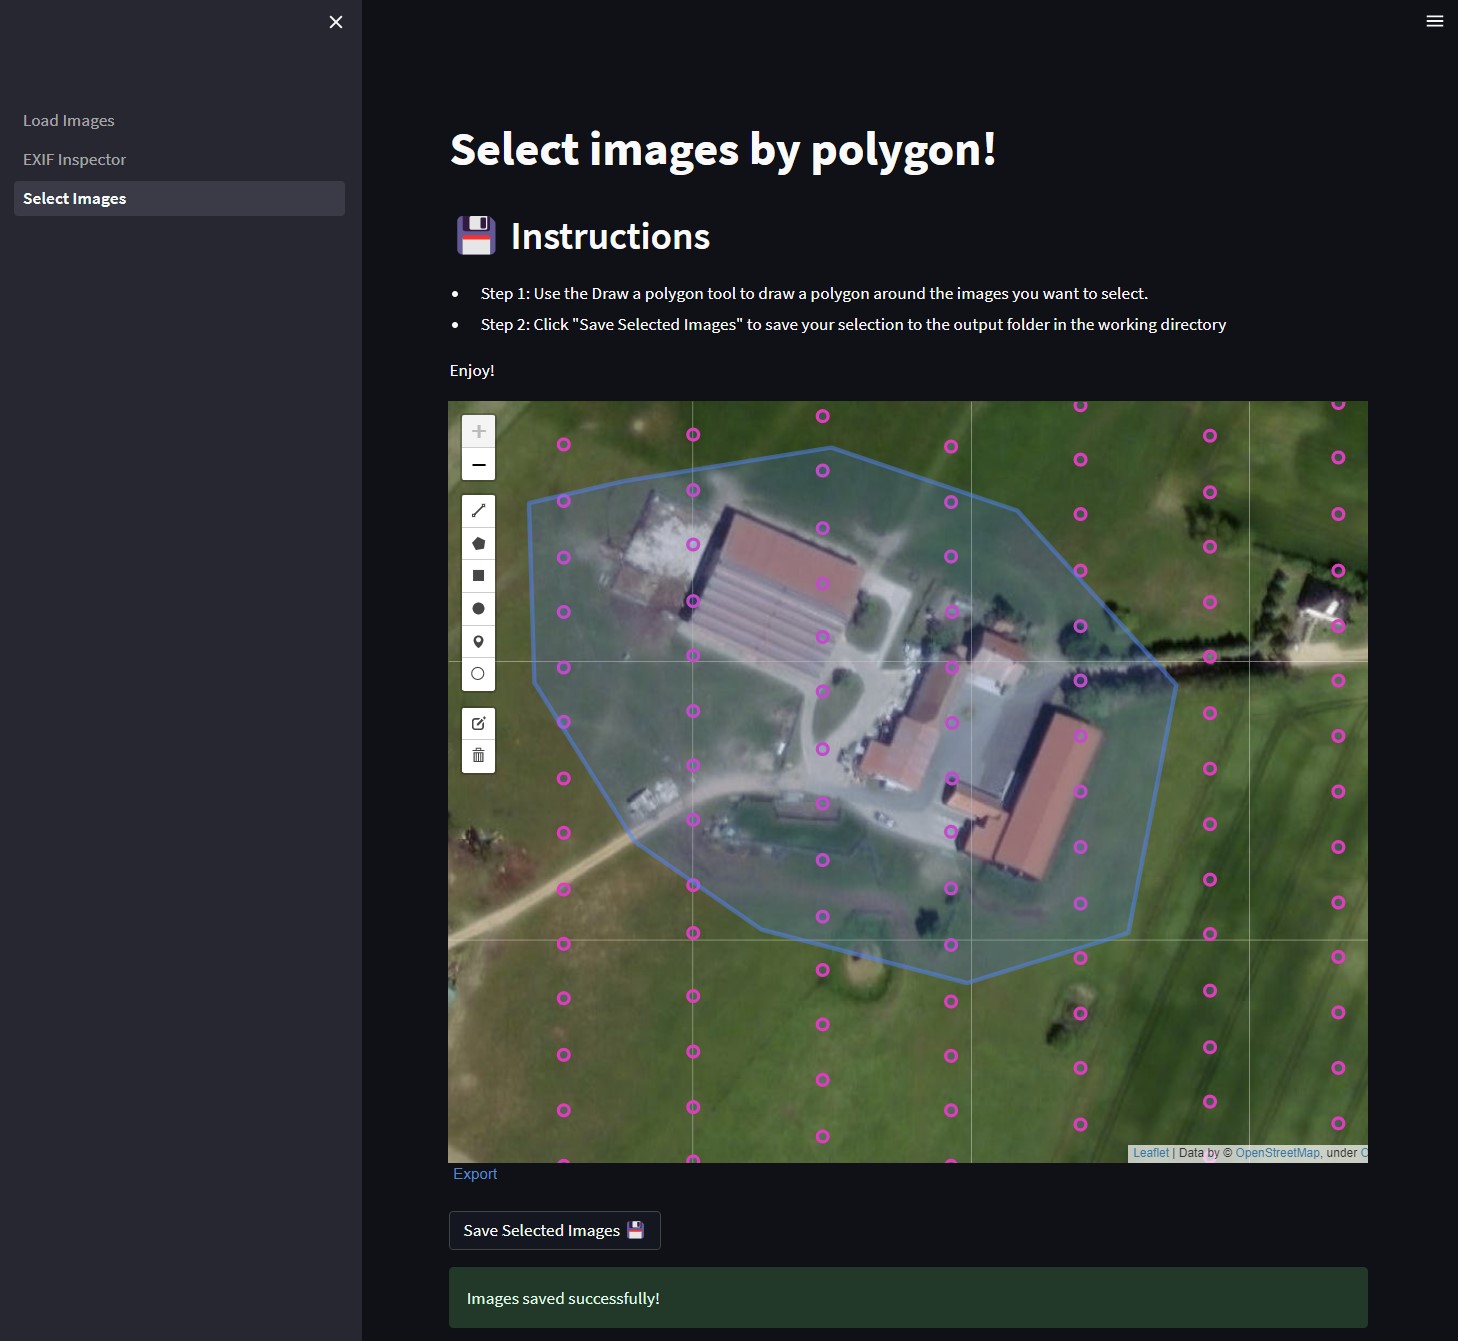 Load Images
EXIF Inspector
Select Images
Select images by polygon!
Instructions
Step 1: Use the Draw a polygon tool to draw a polygon around the images you want to select.
Step 2: Click "Save Selected Images" to save your selection to the output folder in the working directory
Enjoy!
Leaflet | Data by © OpenStreetMap, under
Export
Save Selected Images
Images saved successfully!